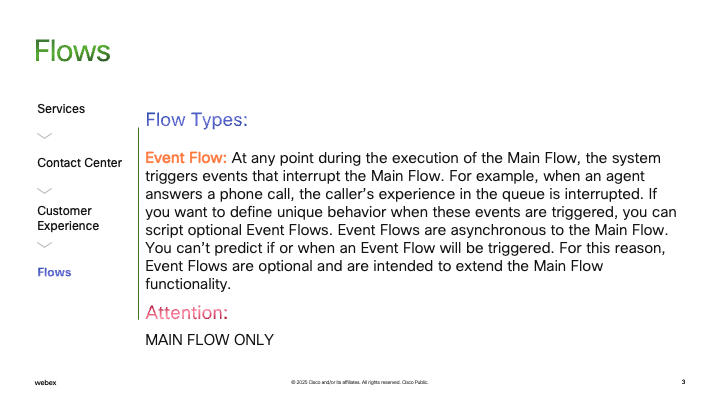 Flows
Services
Contact Center
Customer
Experience
Flows
Flow Types:
Event Flow: At any point during the execution of the Main Flow, the system
triggers events that interrupt the Main Flow. For example, when an agent
answers a phone call, the caller’s experience in the queue is interrupted. If
you want to define unique behavior when these events are triggered, you can
script optional Event Flows. Event Flows are asynchronous to the Main Flow.
You can’t predict if or when an Event Flow will be triggered. For this reason,
Event Flows are optional and are intended to extend the Main Flow
functionality.
Attention:
MAIN FLOW ONLY
webex
© 2025 Cisco and/or its affiliates. All rights reserved. Cisco Public.
3